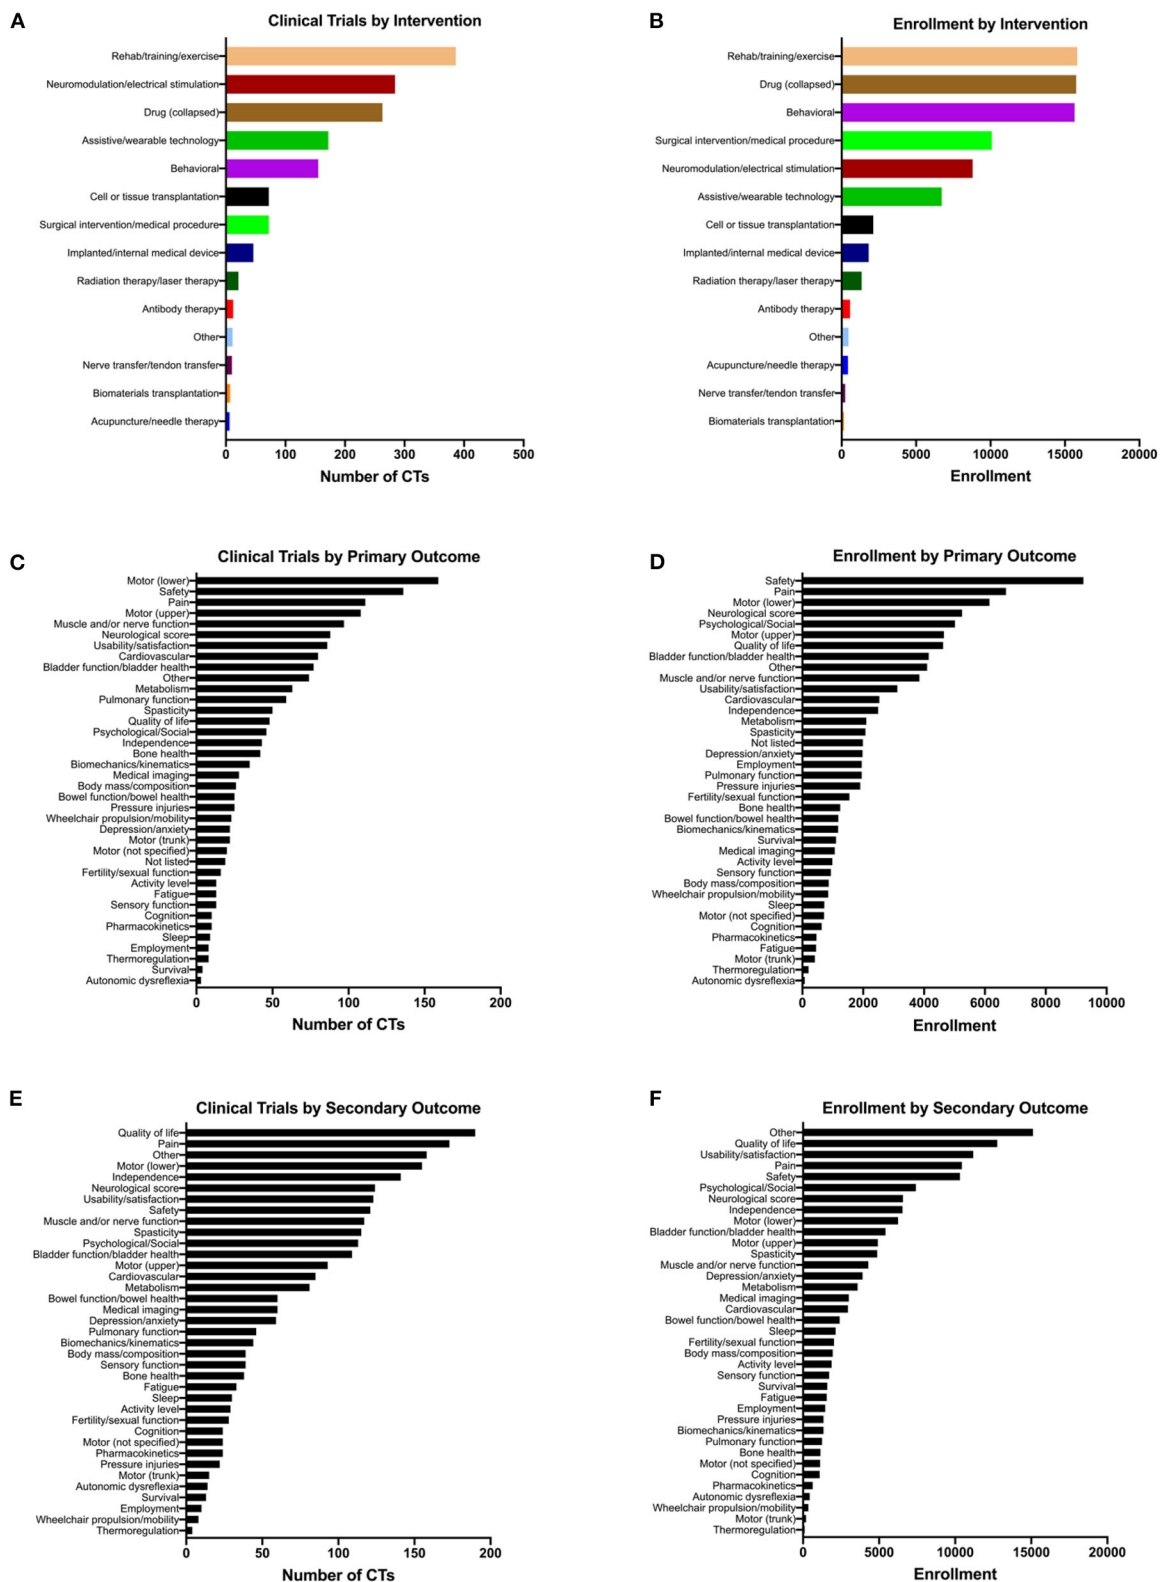 A
Clinical Trials by Intervention
Rehab/training/exercise
Neuromodulation/electrical stimulation
Drug (collapsed)
Assistive/wearable technology
Behavioral
Cell or tissue transplantation
Surgical intervention/medical procedure
Implanted/internal medical device
Radiation therapy/laser therapy
Antibody therapy
Other
Nerve transfer/tendon transfer
Biomaterials transplantation
Acupuncture/needle therapy
0 100 200 300 400 500
Number of CTs
B
Enrollment by Intervention
Rehab/training/exercise
Drug (collapsed)
Behavioral
Surgical intervention/medical procedure
Neuromodulation/electrical stimulation
Assistive/wearable technology
Cell or tissue transplantation
Implanted/internal medical device
Radiation therapy/laser therapy
Antibody therapy
Other
Acupuncture/needle therapy
Nerve transfer/tendon transfer
Biomaterials transplantation
0 5000 10000 15000 20000
Enrollment
C
Clinical Trials by Primary Outcome
Motor (lower)
Safety
Pain
Motor (upper)
Muscle and/or nerve function
Neurological score
Usability/satisfaction
Cardiovascular
Bladder function/bladder health
Other
Metabolism
Pulmonary function
Spasticity
Quality of life
Psychological/Social
Independence
Bone health
Biomechanics/kinematics
Medical imaging
Body mass/composition
Bowel function/bowel health
Pressure injuries
Wheelchair propulsion/mobility
Depression/anxiety
Motor (trunk)
Motor (not specified)
Not listed
Fertility/sexual function
Activity level
Fatigue
Sensory function
Cognition
Pharmacokinetics
Sleep
Employment
Thermoregulation
Survival
Autonomic dysreflexia
0 50 100 150 200
Number of CTs
D
Enrollment by Primary Outcome
Safety
Pain
Motor (lower)
Neurological score
Psychological/Social
Motor (upper)
Quality of life
Bladder function/bladder health
Other
Muscle and/or nerve function
Usability/satisfaction
Cardiovascular
Independence
Metabolism
Spasticity
Not listed
Depression/anxiety
Employment
Pulmonary function
Pressure injuries
Fertility/sexual function
Bone health
Bowel function/bowel health
Biomechanics/kinematics
Survival
Medical imaging
Activity level
Sensory function
Body mass/composition
Wheelchair propulsion/mobility
Sleep
Motor (not specified)
Cognition
Pharmacokinetics
Fatigue
Motor (trunk)
Thermoregulation
Autonomic dysreflexia
0 2000 4000 6000 8000 10000
Enrollment
E
Clinical Trials by Secondary Outcome
Quality of life
Pain
Other
Motor (lower)
Independence
Neurological score
Usability/satisfaction
Safety
Muscle and/or nerve function
Spasticity
Psychological/Social
Bladder function/bladder health
Motor (upper)
Cardiovascular
Metabolism
Bowel function/bowel health
Medical imaging
Depression/anxiety
Pulmonary function
Biomechanics/kinematics
Body mass/composition
Sensory function
Bone health
Fatigue
Sleep
Activity level
Fertility/sexual function
Cognition
Motor (not specified)
Pharmacokinetics
Pressure injuries
Motor (trunk)
Autonomic dysreflexia
Survival
Employment
Wheelchair propulsion/mobility
Thermoregulation
0 50 100 150 200
Number of CTs
F
Enrollment by Secondary Outcome
Other
Quality of life
Usability/satisfaction
Pain
Safety
Psychological/Social
Neurological score
Independence
Motor (lower)
Bladder function/bladder health
Motor (upper)
Spasticity
Muscle and/or nerve function
Depression/anxiety
Metabolism
Medical imaging
Cardiovascular
Bowel function/bowel health
Sleep
Fertility/sexual function
Body mass/composition
Activity level
Sensory function
Survival
Fatigue
Employment
Pressure injuries
Biomechanics/kinematics
Pulmonary function
Bone health
Motor (not specified)
Cognition
Pharmacokinetics
Autonomic dysreflexia
Wheelchair propulsion/mobility
Motor (trunk)
Thermoregulation
0 5000 10000 15000 20000
Enrollment